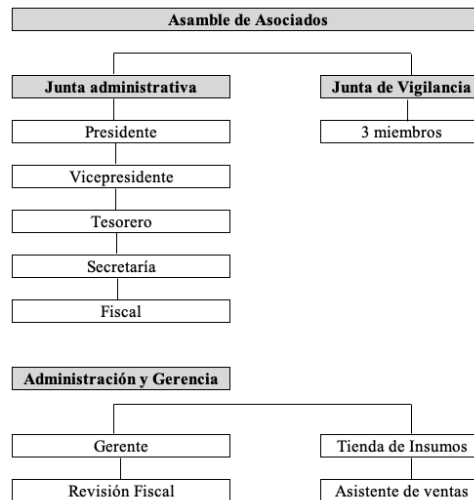 Asamble de Asociados
Junta administrativa
Junta de Vigilancia
Presidente
3 miembros
Vicepresidente
Tesorero
Secretaría
Fiscal
Administración y Gerencia
Gerente
Tienda de Insumos
Revisión Fiscal
Asistente de ventas